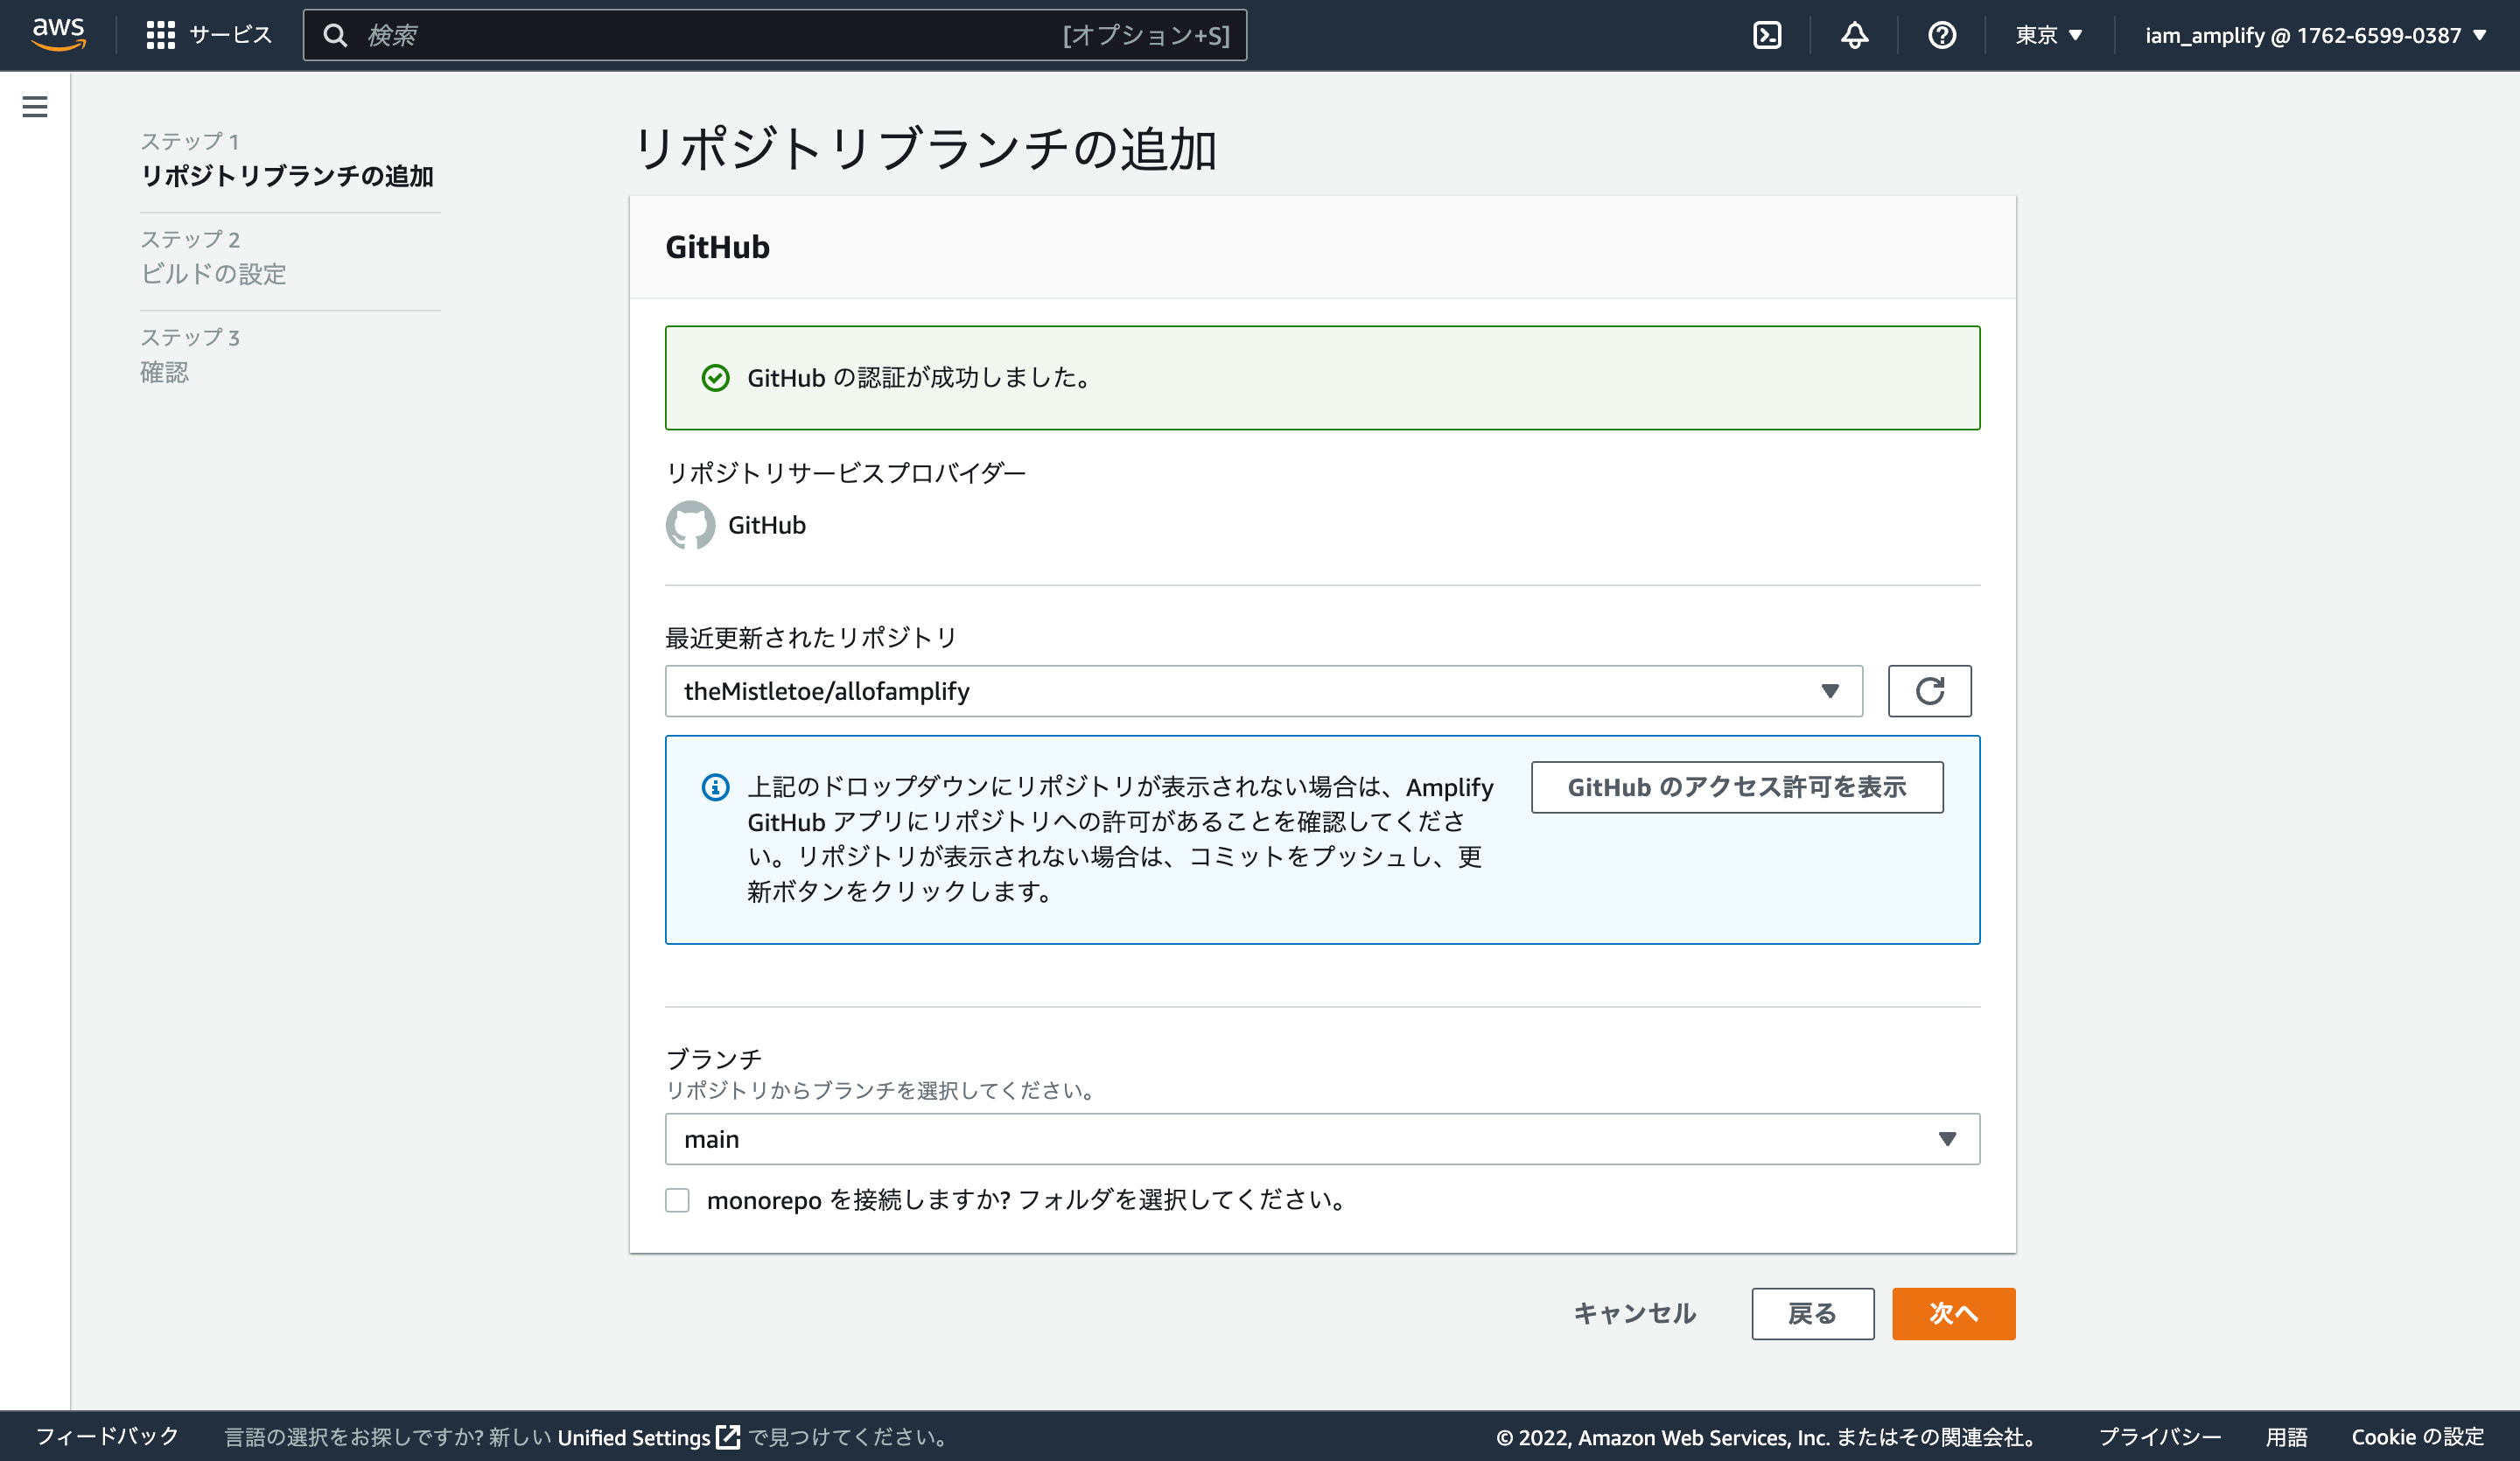 aws
サービス
検索
[オプション+S]
東京
iam_amplify @ 1762-6599-0387
ステップ 1
リポジトリブランチの追加
ステップ 2
ビルドの設定
ステップ 3
確認
リポジトリブランチの追加
GitHub
GitHub の認証が成功しました。
リポジトリサービスプロバイダー
GitHub
最近更新されたリポジトリ
theMistletoe/allofamplify
上記のドロップダウンにリポジトリが表示されない場合は、Amplify
GitHub アプリにリポジトリへの許可があることを確認してくださ
い。リポジトリが表示されない場合は、コミットをプッシュし、更
新ボタンをクリックします。
GitHub のアクセス許可を表示
ブランチ
リポジトリからブランチを選択してください。
main
monorepo を接続しますか? フォルダを選択してください。
キャンセル
戻る
次へ
フィードバック
言語の選択をお探しですか? 新しい Unified Settings で見つけてください。
© 2022, Amazon Web Services, Inc. またはその関連会社。
プライバシー
用語
Cookie の設定